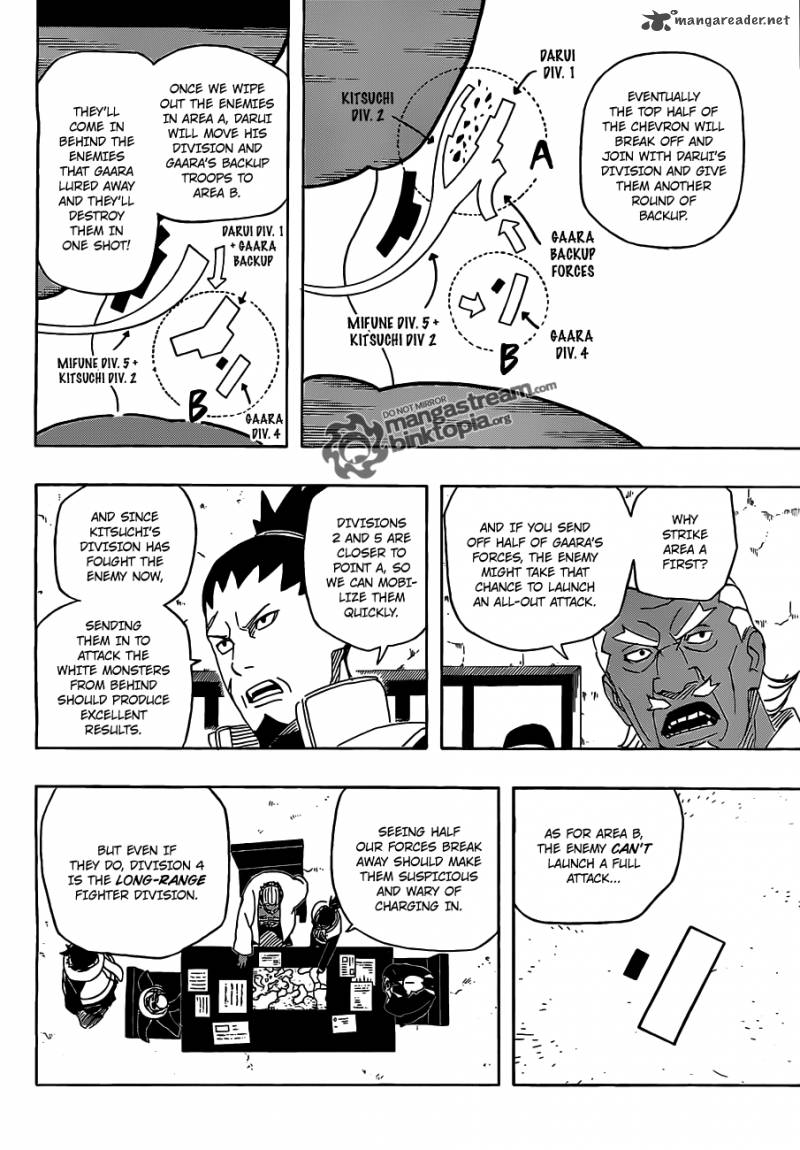 mangareader.net
EVENTUALLY
THE TOP HALF OF
THE CHEVRON WILL
BREAK OFF AND
JOIN WITH DARUI'S
DIVISION AND GIVE
THEM ANOTHER
ROUND OF
BACKUP.
DARUI
DIV. 1
KITSUCHI
DIV. 2
A
GAARA
BACKUP
FORCES
MIFUNE DIV. 5 +
KITSUCHI DIV 2
B
GAARA
DIV. 4
ONCE WE WIPE
OUT THE ENEMIES
IN AREA A, DARUI
WILL MOVE HIS
DIVISION AND
GAARA'S BACKUP
TROOPS TO
AREA B.
THEY'LL
COME IN
BEHIND THE
ENEMIES
THAT GAARA
LURED AWAY
AND THEY'LL
DESTROY
THEM IN
ONE SHOT!
DARUI DIV. 1
+ GAARA
BACKUP
MIFUNE DIV. 5 +
KITSUCHI DIV. 2
B
GAARA
DIV. 4
DO NOT MIRROR
mangastream.com
binktopia.org
WHY
STRIKE
AREA A
FIRST?
AND IF YOU SEND
OFF HALF OF GAARA'S
FORCES, THE ENEMY
MIGHT TAKE THAT
CHANCE TO LAUNCH
AN ALL-OUT ATTACK.
DIVISIONS
2 AND 5 ARE
CLOSER TO
POINT A, SO
WE CAN MOBI-
LIZE THEM
QUICKLY.
AND SINCE
KITSUCHI'S
DIVISION HAS
FOUGHT THE
ENEMY NOW,
SENDING
THEM IN TO
ATTACK THE
WHITE MONSTERS
FROM BEHIND
SHOULD PRODUCE
EXCELLENT
RESULTS.
AS FOR AREA B,
THE ENEMY CAN'T
LAUNCH A FULL
ATTACK...
SEEING HALF
OUR FORCES BREAK
AWAY SHOULD MAKE
THEM SUSPICIOUS
AND WARY OF
CHARGING IN.
BUT EVEN IF
THEY DO, DIVISION 4
IS THE LONG-RANGE
FIGHTER DIVISION.